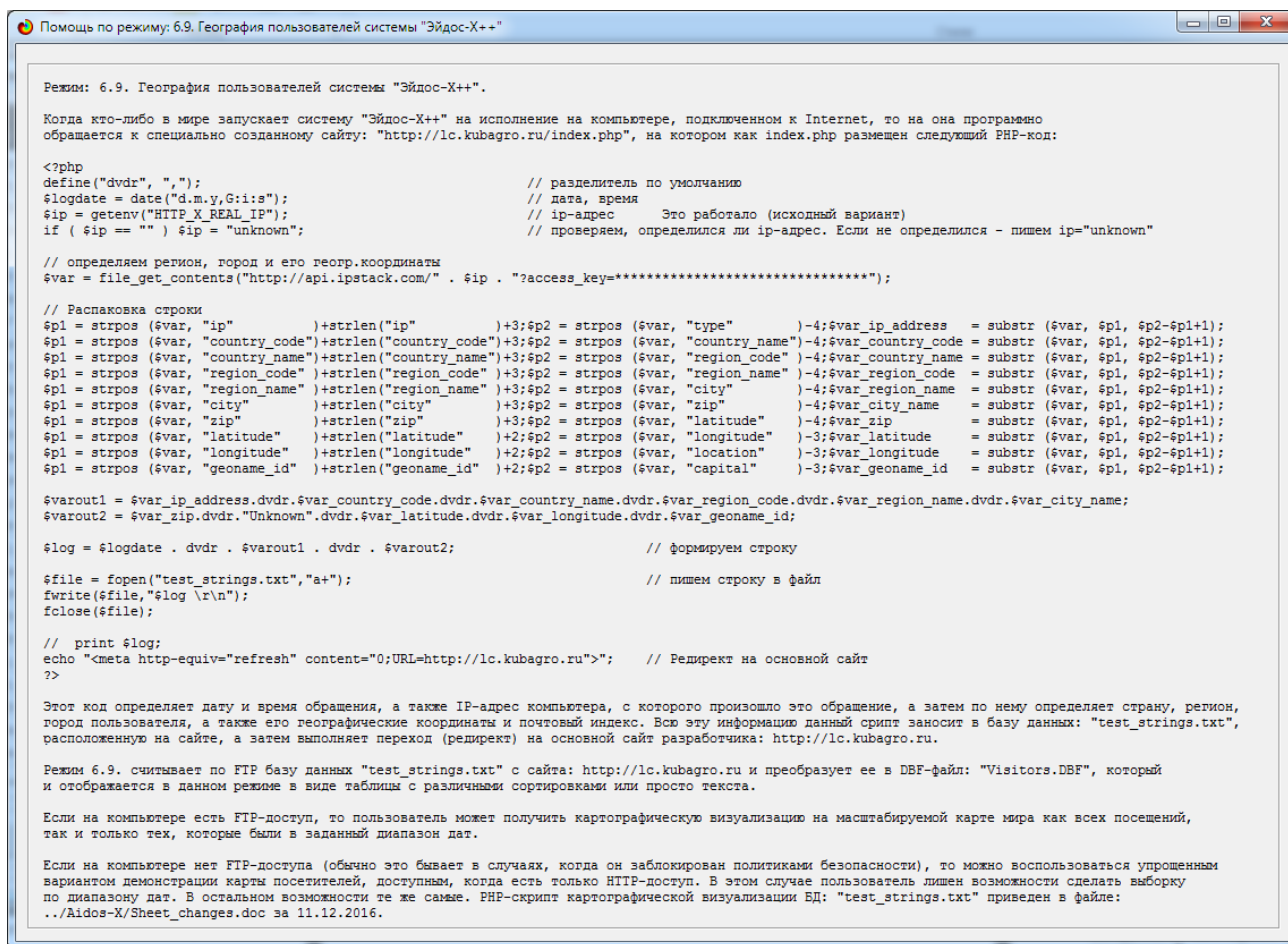 Помощь по режиму: 6.9. География пользователей системы "Эйдос-X++"
Режим: 6.9. География пользователей системы "Эйдос-X++".
Когда кто-либо в мире запускает систему "Эйдос-X++" на исполнение на компьютере, подключенном к Internet, то на она программно
обращается к специально созданному сайту: "http://lc.kubagro.ru/index.php", на котором как index.php размещен следующий PHP-код:
<?php
define("dvdr", ","); // разделитель по умолчанию
$logdate = date("d.m.y,G:i:s"); // дата, время
$ip = getenv("HTTP_X_REAL_IP"); // ip-адрес Это работало (исходный вариант)
if ( $ip == "" ) $ip = "unknown"; // проверяем, определился ли ip-адрес. Если не определился - пишем ip="unknown"
// определяем регион, город и его геогр.координаты
$var = file_get_contents("http://api.ipstack.com/" . $ip . "?access_key=********************************");
// Распаковка строки
$p1 = strpos ($var, "ip" )+strlen("ip" )+3;$p2 = strpos ($var, "type" )-4;$var_ip_address = substr ($var, $p1, $p2-$p1+1);
$p1 = strpos ($var, "country_code")+strlen("country_code")+3;$p2 = strpos ($var, "country_name")-4;$var_country_code = substr ($var, $p1, $p2-$p1+1);
$p1 = strpos ($var, "country_name")+strlen("country_name")+3;$p2 = strpos ($var, "region_code" )-4;$var_country_name = substr ($var, $p1, $p2-$p1+1);
$p1 = strpos ($var, "region_code" )+strlen("region_code" )+3;$p2 = strpos ($var, "region_name" )-4;$var_region_code = substr ($var, $p1, $p2-$p1+1);
$p1 = strpos ($var, "region_name" )+strlen("region_name" )+3;$p2 = strpos ($var, "city" )-4;$var_region_name = substr ($var, $p1, $p2-$p1+1);
$p1 = strpos ($var, "city" )+strlen("city" )+3;$p2 = strpos ($var, "zip" )-4;$var_city_name = substr ($var, $p1, $p2-$p1+1);
$p1 = strpos ($var, "zip" )+strlen("zip" )+3;$p2 = strpos ($var, "latitude" )-4;$var_zip = substr ($var, $p1, $p2-$p1+1);
$p1 = strpos ($var, "latitude" )+strlen("latitude" )+2;$p2 = strpos ($var, "longitude" )-3;$var_latitude = substr ($var, $p1, $p2-$p1+1);
$p1 = strpos ($var, "longitude" )+strlen("longitude" )+2;$p2 = strpos ($var, "location" )-3;$var_longitude = substr ($var, $p1, $p2-$p1+1);
$p1 = strpos ($var, "geoname_id" )+strlen("geoname_id" )+2;$p2 = strpos ($var, "capital" )-3;$var_geoname_id = substr ($var, $p1, $p2-$p1+1);
$varout1 = $var_ip_address.dvdr.$var_country_code.dvdr.$var_country_name.dvdr.$var_region_code.dvdr.$var_region_name.dvdr.$var_city_name;
$varout2 = $var_zip.dvdr."Unknown".dvdr.$var_latitude.dvdr.$var_longitude.dvdr.$var_geoname_id;
$log = $logdate . dvdr . $varout1 . dvdr . $varout2; // формируем строку
$file = fopen("test_strings.txt","a+"); // пишем строку в файл
fwrite($file,"$log \r\n");
fclose($file);
// print $log;
echo "<meta http-equiv="refresh" content="0;URL=http://lc.kubagro.ru">"; // Редирект на основной сайт
?>
Этот код определяет дату и время обращения, а также IP-адрес компьютера, с которого произошло это обращение, а затем по нему определяет страну, регион,
город пользователя, а также его географические координаты и почтовый индекс. Всю эту информацию данный срипт заносит в базу данных: "test_strings.txt",
расположенную на сайте, а затем выполняет переход (редирект) на основной сайт разработчика: http://lc.kubagro.ru.
Режим 6.9. считывает по FTP базу данных "test_strings.txt" с сайта: http://lc.kubagro.ru и преобразует ее в DBF-файл: "Visitors.DBF", который
и отображается в данном режиме в виде таблицы с различными сортировками или просто текста.
Если на компьютере есть FTP-доступ, то пользователь может получить картографическую визуализацию на масштабируемой карте мира как всех посещений,
так и только тех, которые были в заданный диапазон дат.
Если на компьютере нет FTP-доступа (обычно это бывает в случаях, когда он заблокирован политиками безопасности), то можно воспользоваться упрощенным
вариантом демонстрации карты посетителей, доступным, когда есть только HTTP-доступ. В этом случае пользователь лишен возможности сделать выборку
по диапазону дат. В остальном возможности те же самые. PHP-скрипт картографической визуализации БД: "test_strings.txt" приведен в файле:
../Aidos-X/Sheet_changes.doc за 11.12.2016.